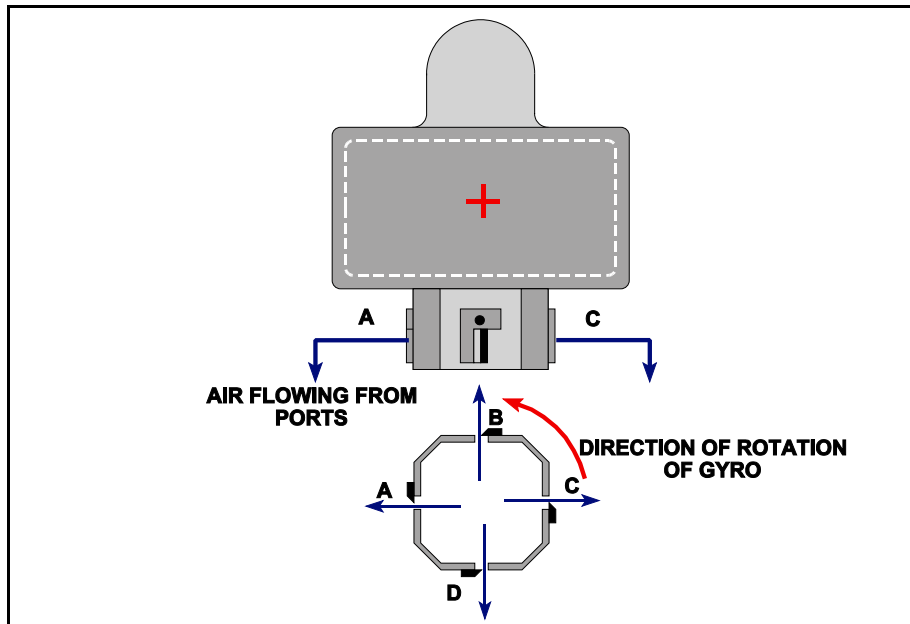 A
C
AIR FLOWING FROM
PORTS
B
DIRECTION OF ROTATION
OF GYRO
A
C
D